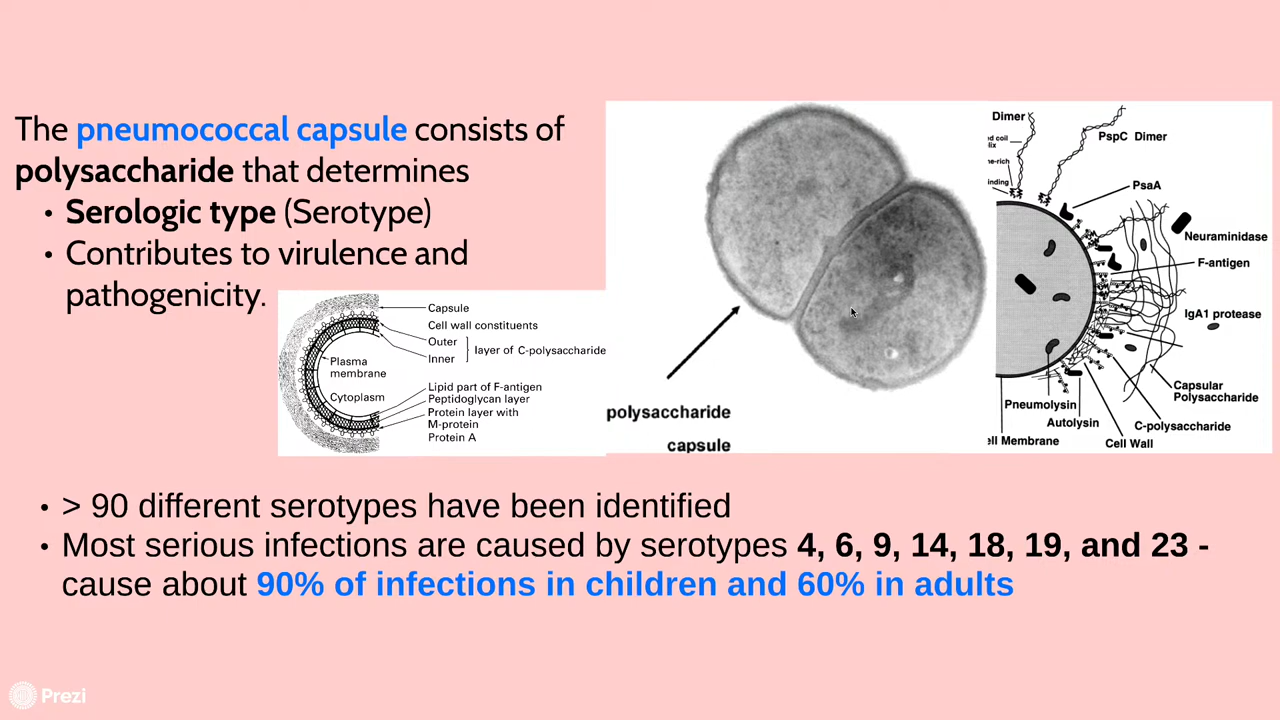 The pneumococcal capsule consists of
polysaccharide that determines
• Serologic type (Serotype)
• Contributes to virulence and
pathogenicity.
Capsule
Cell wall constituents
Outer
Inner
layer of C-polysaccharide
Plasma
membrane
Cytoplasm
Lipid part of F-antigen
Peptidoglycan layer
Protein layer with
M-protein
Protein A
polysaccharide
capsule
Dimer
PspC Dimer
PsaA
Neuraminidase
F-antigen
IgA1 protease
Capsular
Polysaccharide
C-polysaccharide
Cell Wall
Autolysin
Pneumolysin
ell Membrane
• > 90 different serotypes have been identified
• Most serious infections are caused by serotypes 4, 6, 9, 14, 18, 19, and 23 -
cause about 90% of infections in children and 60% in adults
Prezi